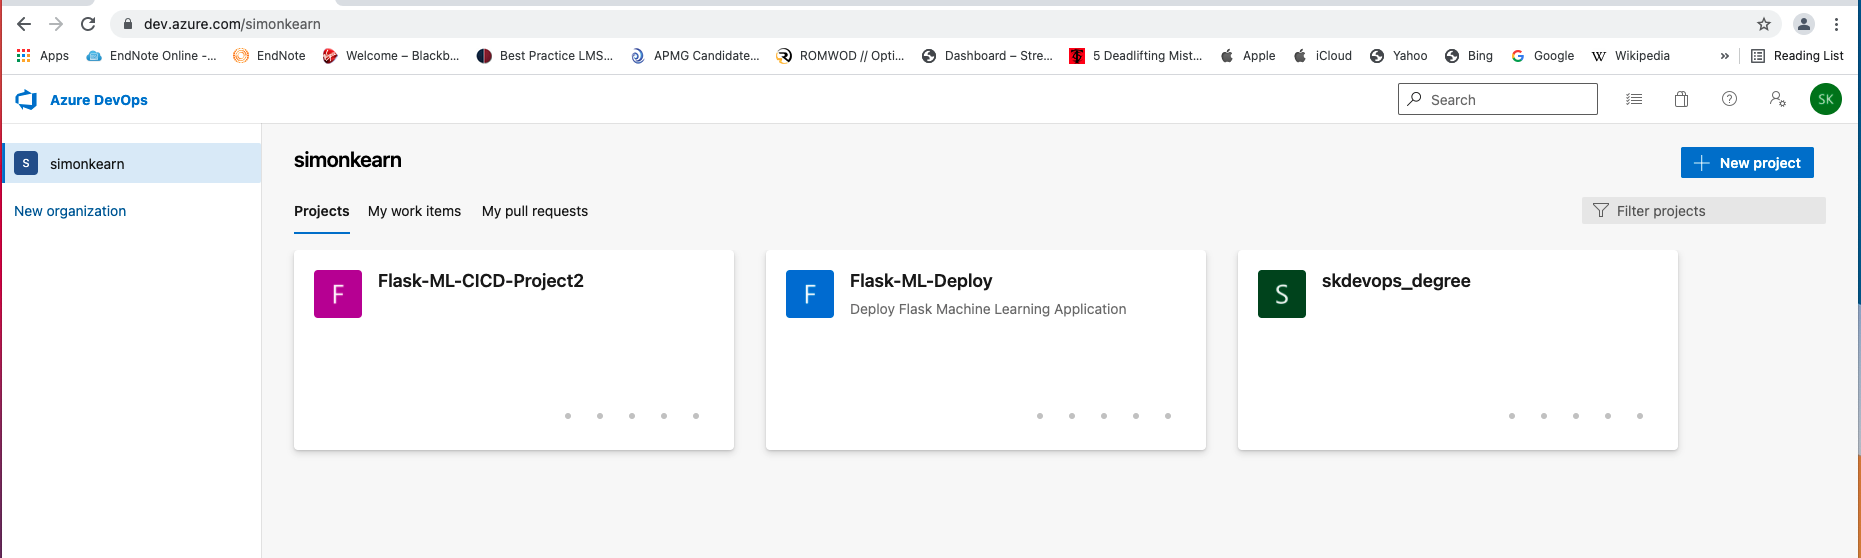 dev.azure.com/simonkearn
Apps EndNote Online -... EndNote Welcome – Blackb... Best Practice LMS... APMG Candidate... ROMWOD // Opti... Dashboard – Stre... 5 Deadlifting Mist... Apple iCloud Yahoo Bing Google Wikipedia » Reading List
Azure DevOps Search SK
S simonkearn
New organization
simonkearn
New project
Projects My work items My pull requests
Filter projects
F Flask-ML-CICD-Project2
F Flask-ML-Deploy
Deploy Flask Machine Learning Application
S skdevops_degree